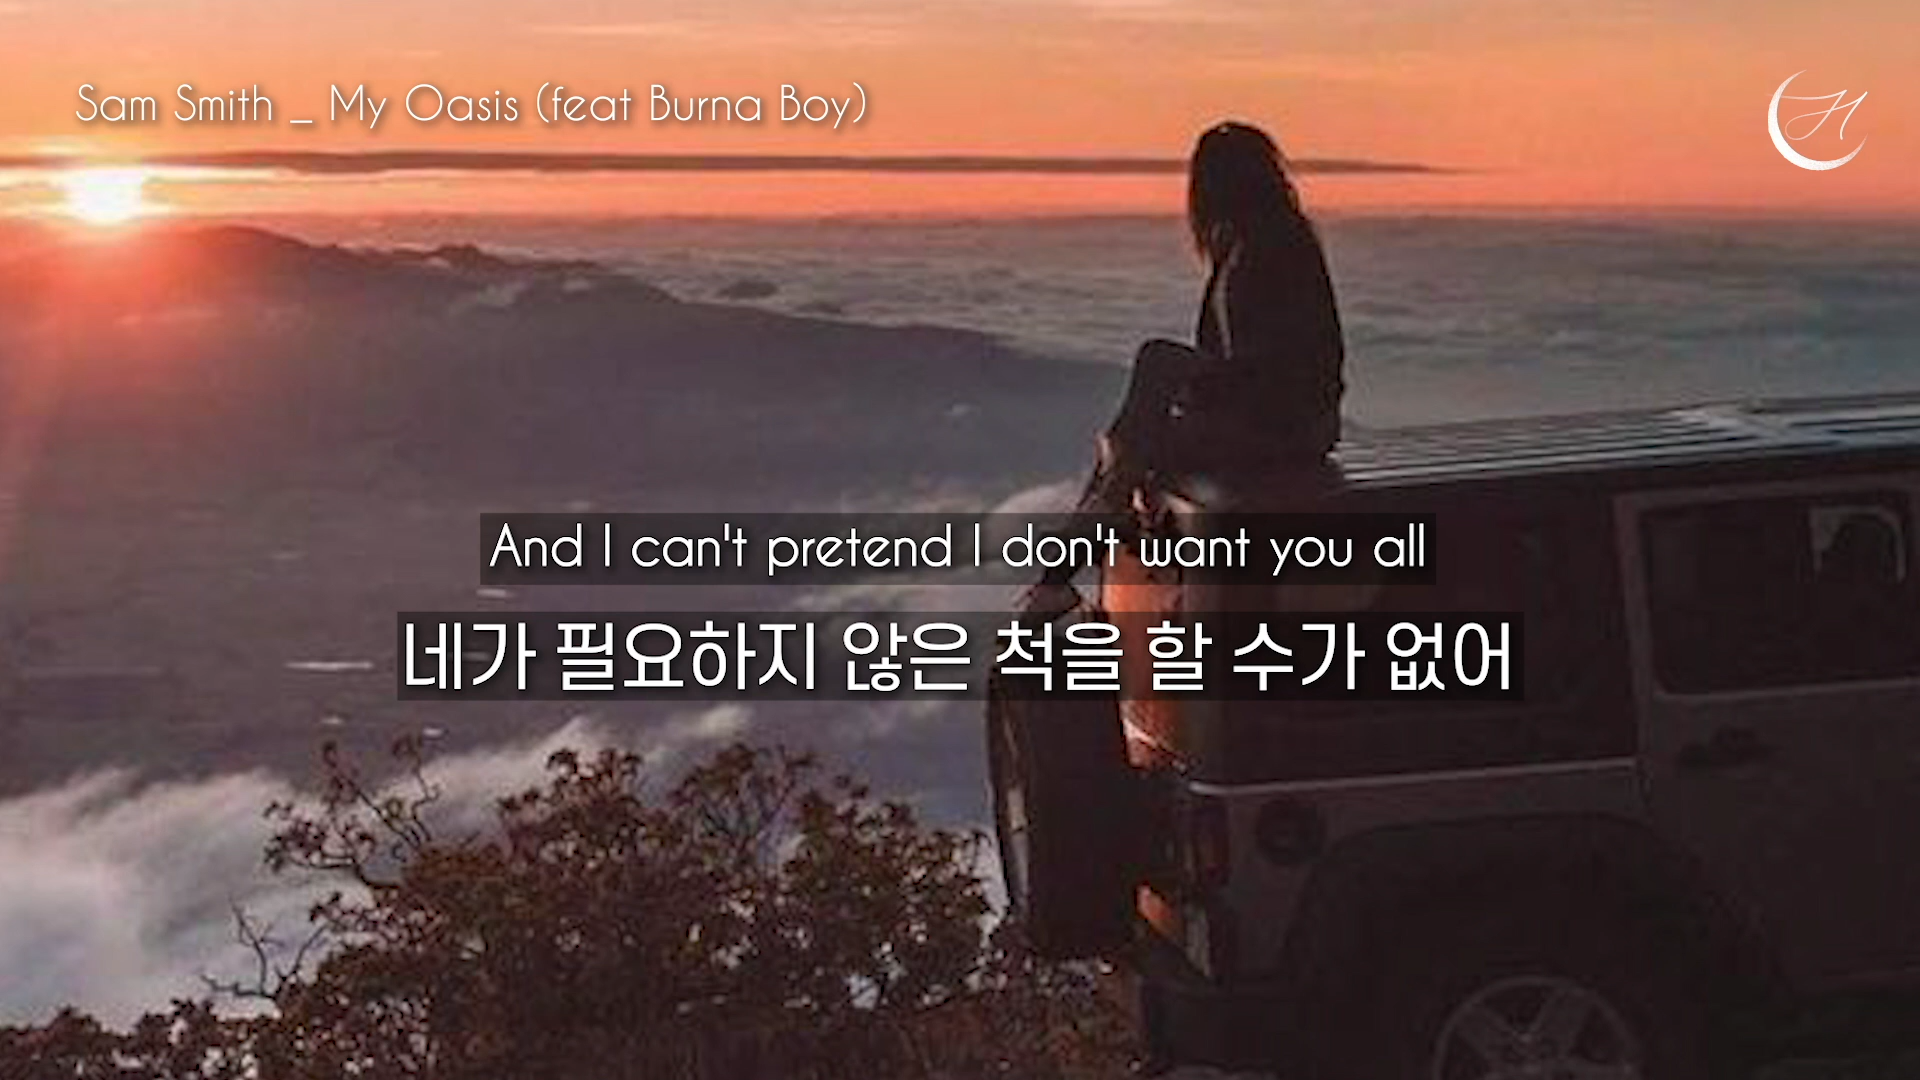 Sam Smith _ My Oasis (feat Burna Boy)
H
And I can't pretend I don't want you all
네가 필요하지 않은 척을 할 수가 없어